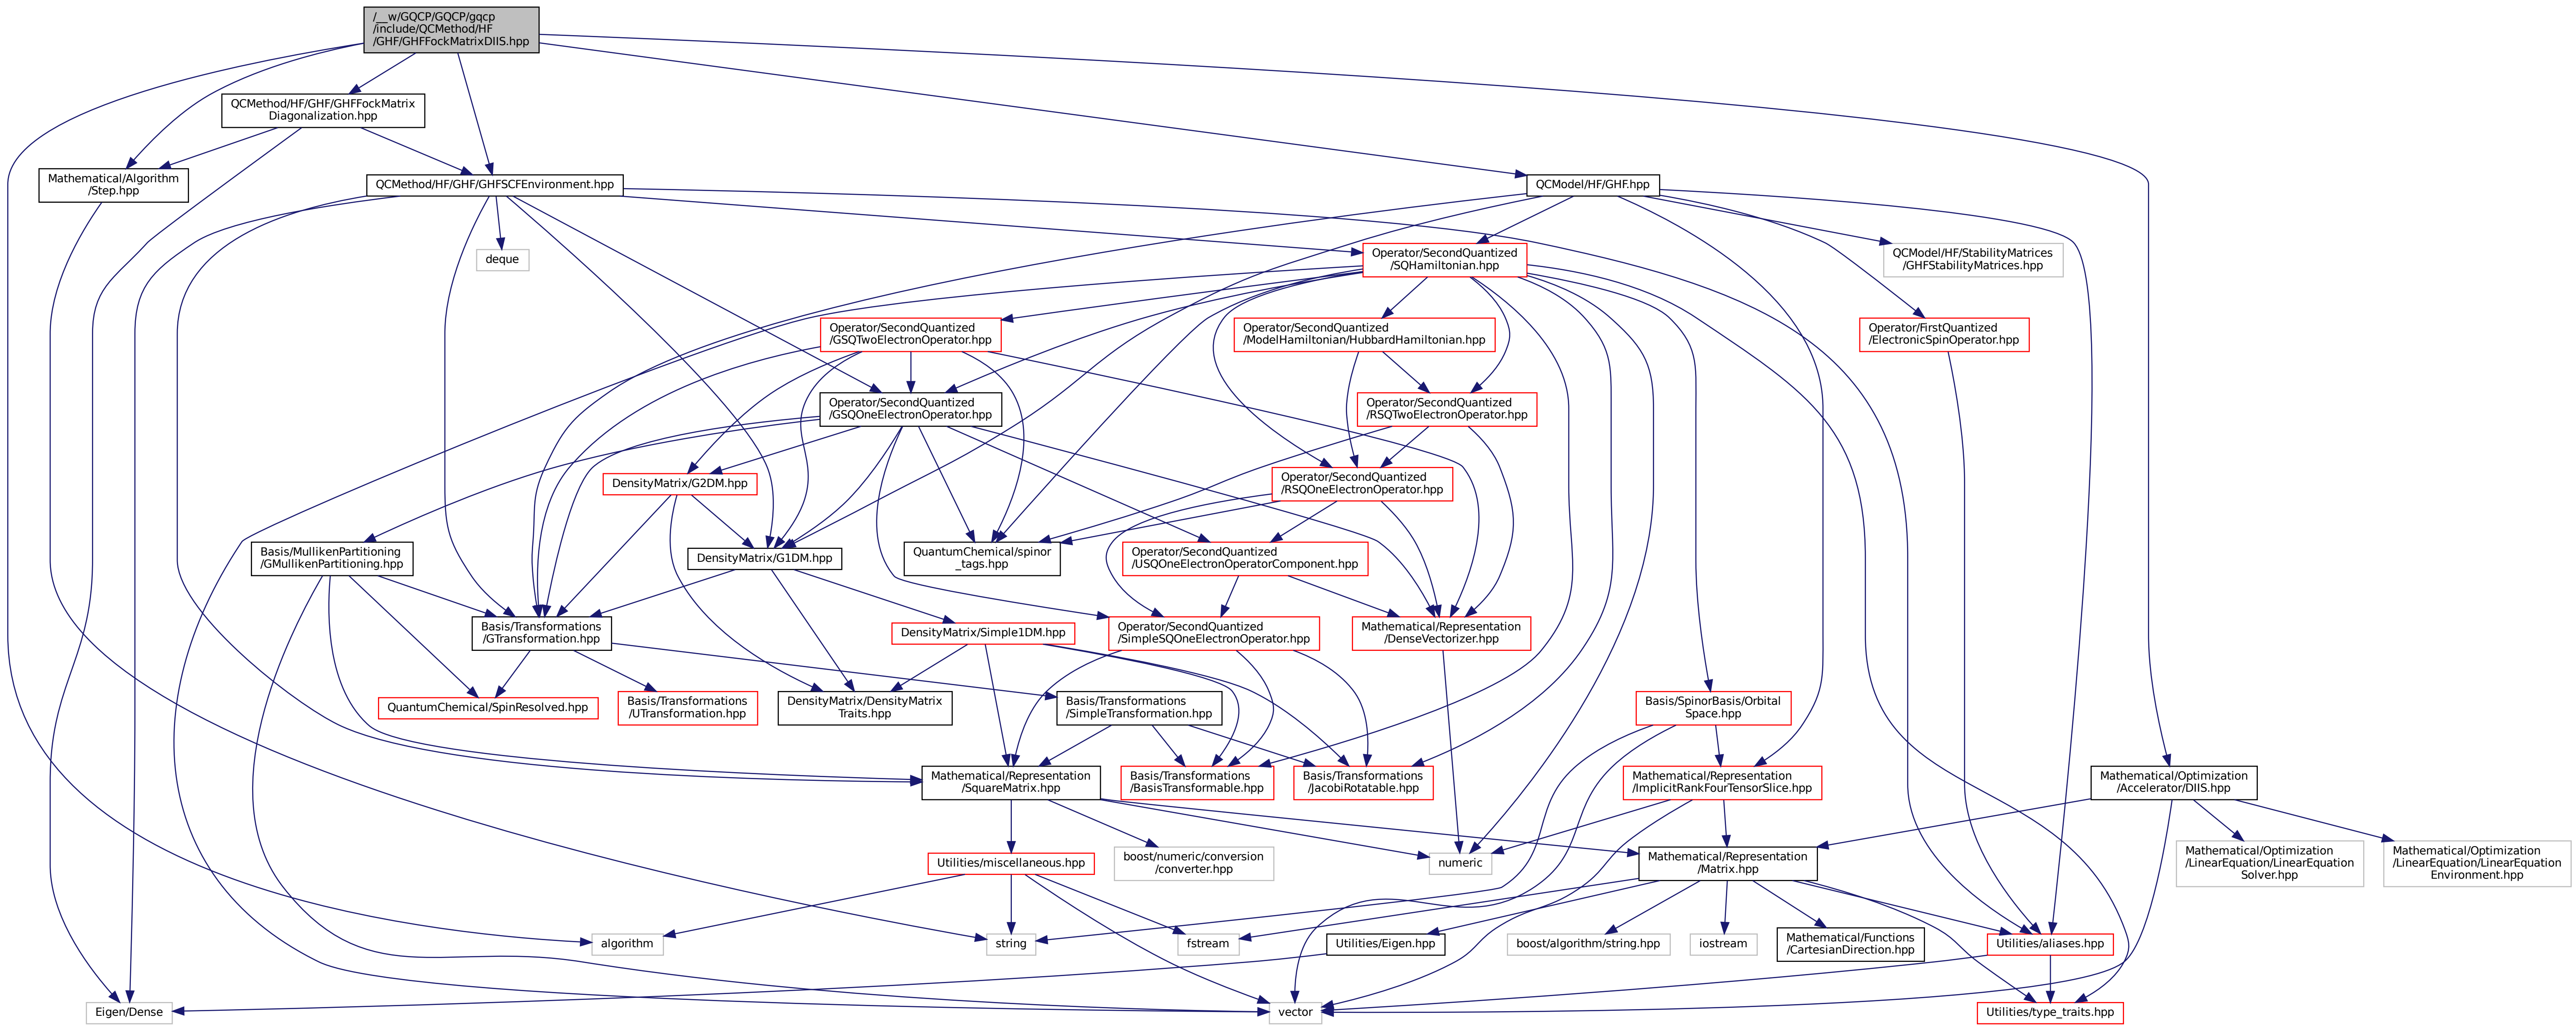 /__w/GQCP/GQCP/gqcp
/include/QCMethod/HF
/GHF/GHFFockMatrixDIIS.hpp
QCMethod/HF/GHF/GHFFockMatrix
Diagonalization.hpp
Mathematical/Algorithm
/Step.hpp
QCMethod/HF/GHF/GHFSCFEnvironment.hpp
QCModel/HF/GHF.hpp
deque
Operator/SecondQuantized
/SQHamiltonian.hpp
QCModel/HF/StabilityMatrices
/GHFStabilityMatrices.hpp
Operator/SecondQuantized
/GSQTwoElectronOperator.hpp
Operator/SecondQuantized
/ModelHamiltonian/HubbardHamiltonian.hpp
Operator/FirstQuantized
/ElectronicSpinOperator.hpp
Operator/SecondQuantized
/GSQOneElectronOperator.hpp
Operator/SecondQuantized
/RSQTwoElectronOperator.hpp
DensityMatrix/G2DM.hpp
Operator/SecondQuantized
/RSQOneElectronOperator.hpp
Basis/MullikenPartitioning
/GMullikenPartitioning.hpp
DensityMatrix/G1DM.hpp
QuantumChemical/spinor
_tags.hpp
Operator/SecondQuantized
/USQOneElectronOperatorComponent.hpp
Basis/Transformations
/GTransformation.hpp
DensityMatrix/Simple1DM.hpp
Operator/SecondQuantized
/SimpleSQOneElectronOperator.hpp
Mathematical/Representation
/DenseVectorizer.hpp
QuantumChemical/SpinResolved.hpp
Basis/Transformations
/UTransformation.hpp
DensityMatrix/DensityMatrix
Traits.hpp
Basis/Transformations
/SimpleTransformation.hpp
Basis/SpinorBasis/Orbital
Space.hpp
Mathematical/Representation
/SquareMatrix.hpp
Basis/Transformations
/BasisTransformable.hpp
Basis/Transformations
/JacobiRotatable.hpp
Mathematical/Representation
/ImplicitRankFourTensorSlice.hpp
Mathematical/Optimization
/Accelerator/DIIS.hpp
Utilities/miscellaneous.hpp
boost/numeric/conversion
/converter.hpp
numeric
Mathematical/Representation
/Matrix.hpp
Mathematical/Optimization
/LinearEquation/LinearEquation
Solver.hpp
Mathematical/Optimization
/LinearEquation/LinearEquation
Environment.hpp
algorithm
string
fstream
Utilities/Eigen.hpp
boost/algorithm/string.hpp
iostream
Mathematical/Functions
/CartesianDirection.hpp
Utilities/aliases.hpp
Eigen/Dense
vector
Utilities/type_traits.hpp